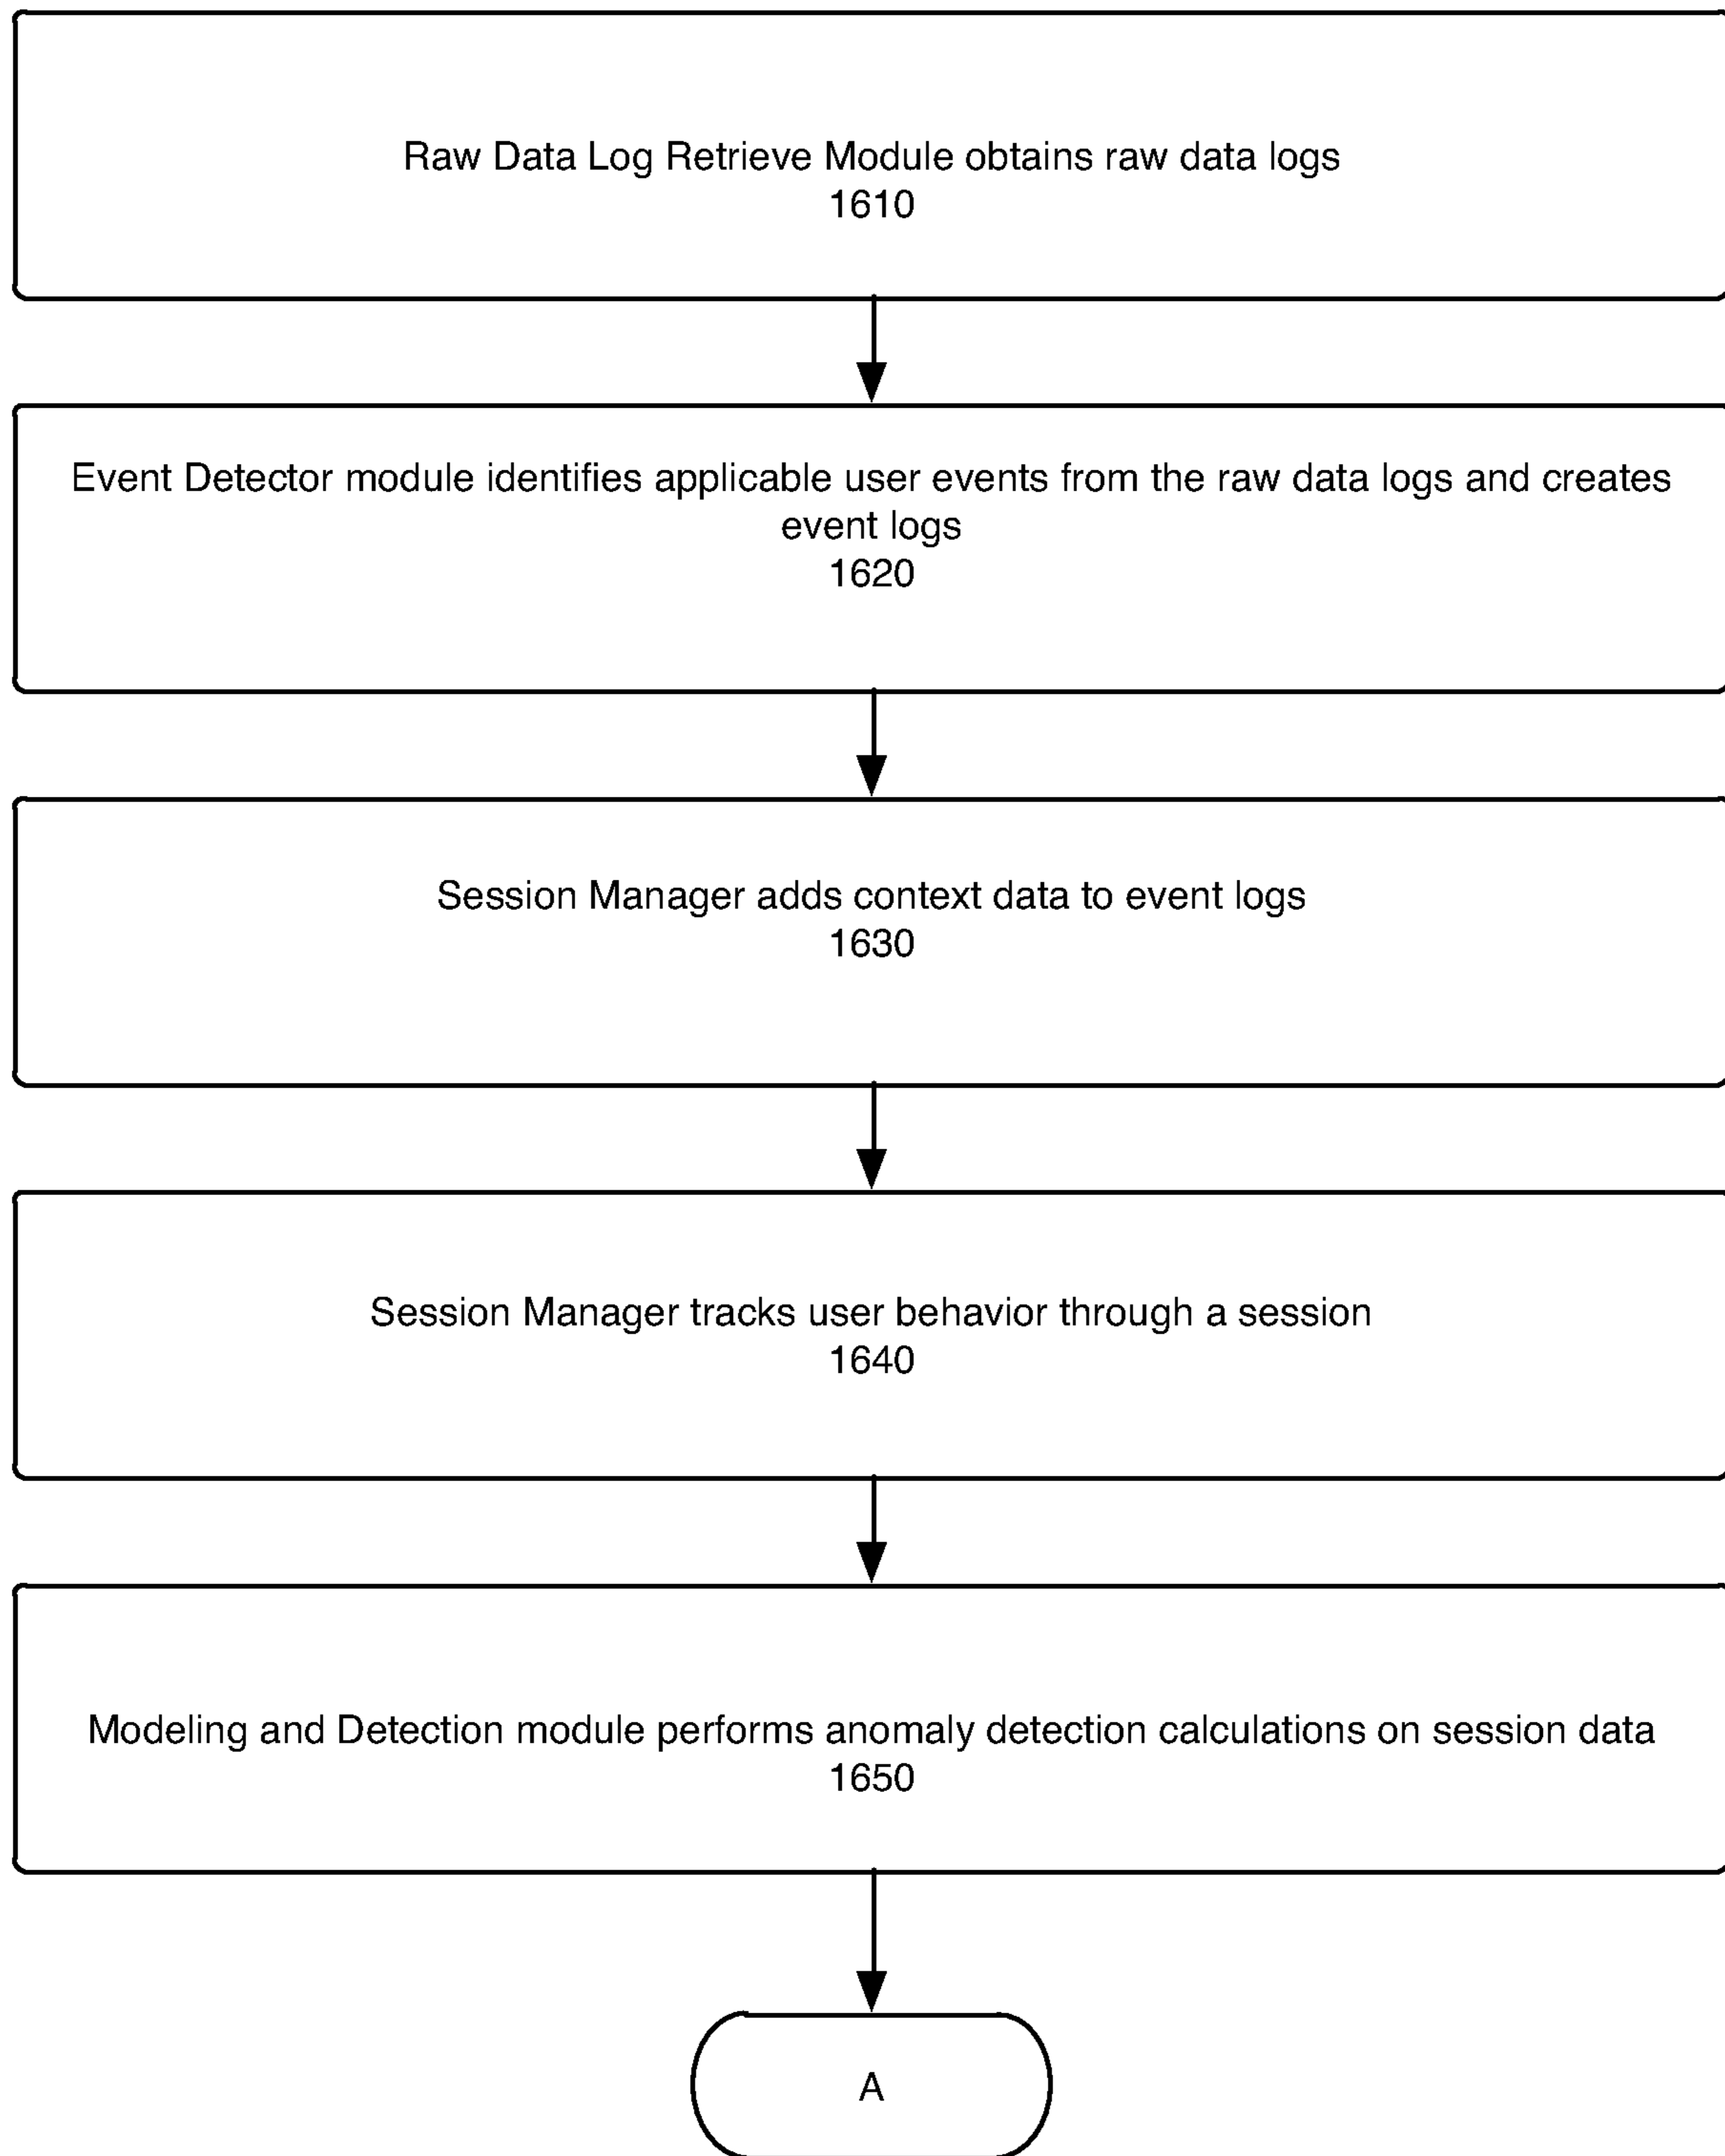 Raw Data Log Retrieve Module obtains raw data logs
1610
Event Detector module identifies applicable user events from the raw data logs and creates
event logs
1620
Session Manager adds context data to event logs
1630
Session Manager tracks user behavior through a session
1640
Modeling and Detection module performs anomaly detection calculations on session data
1650
A